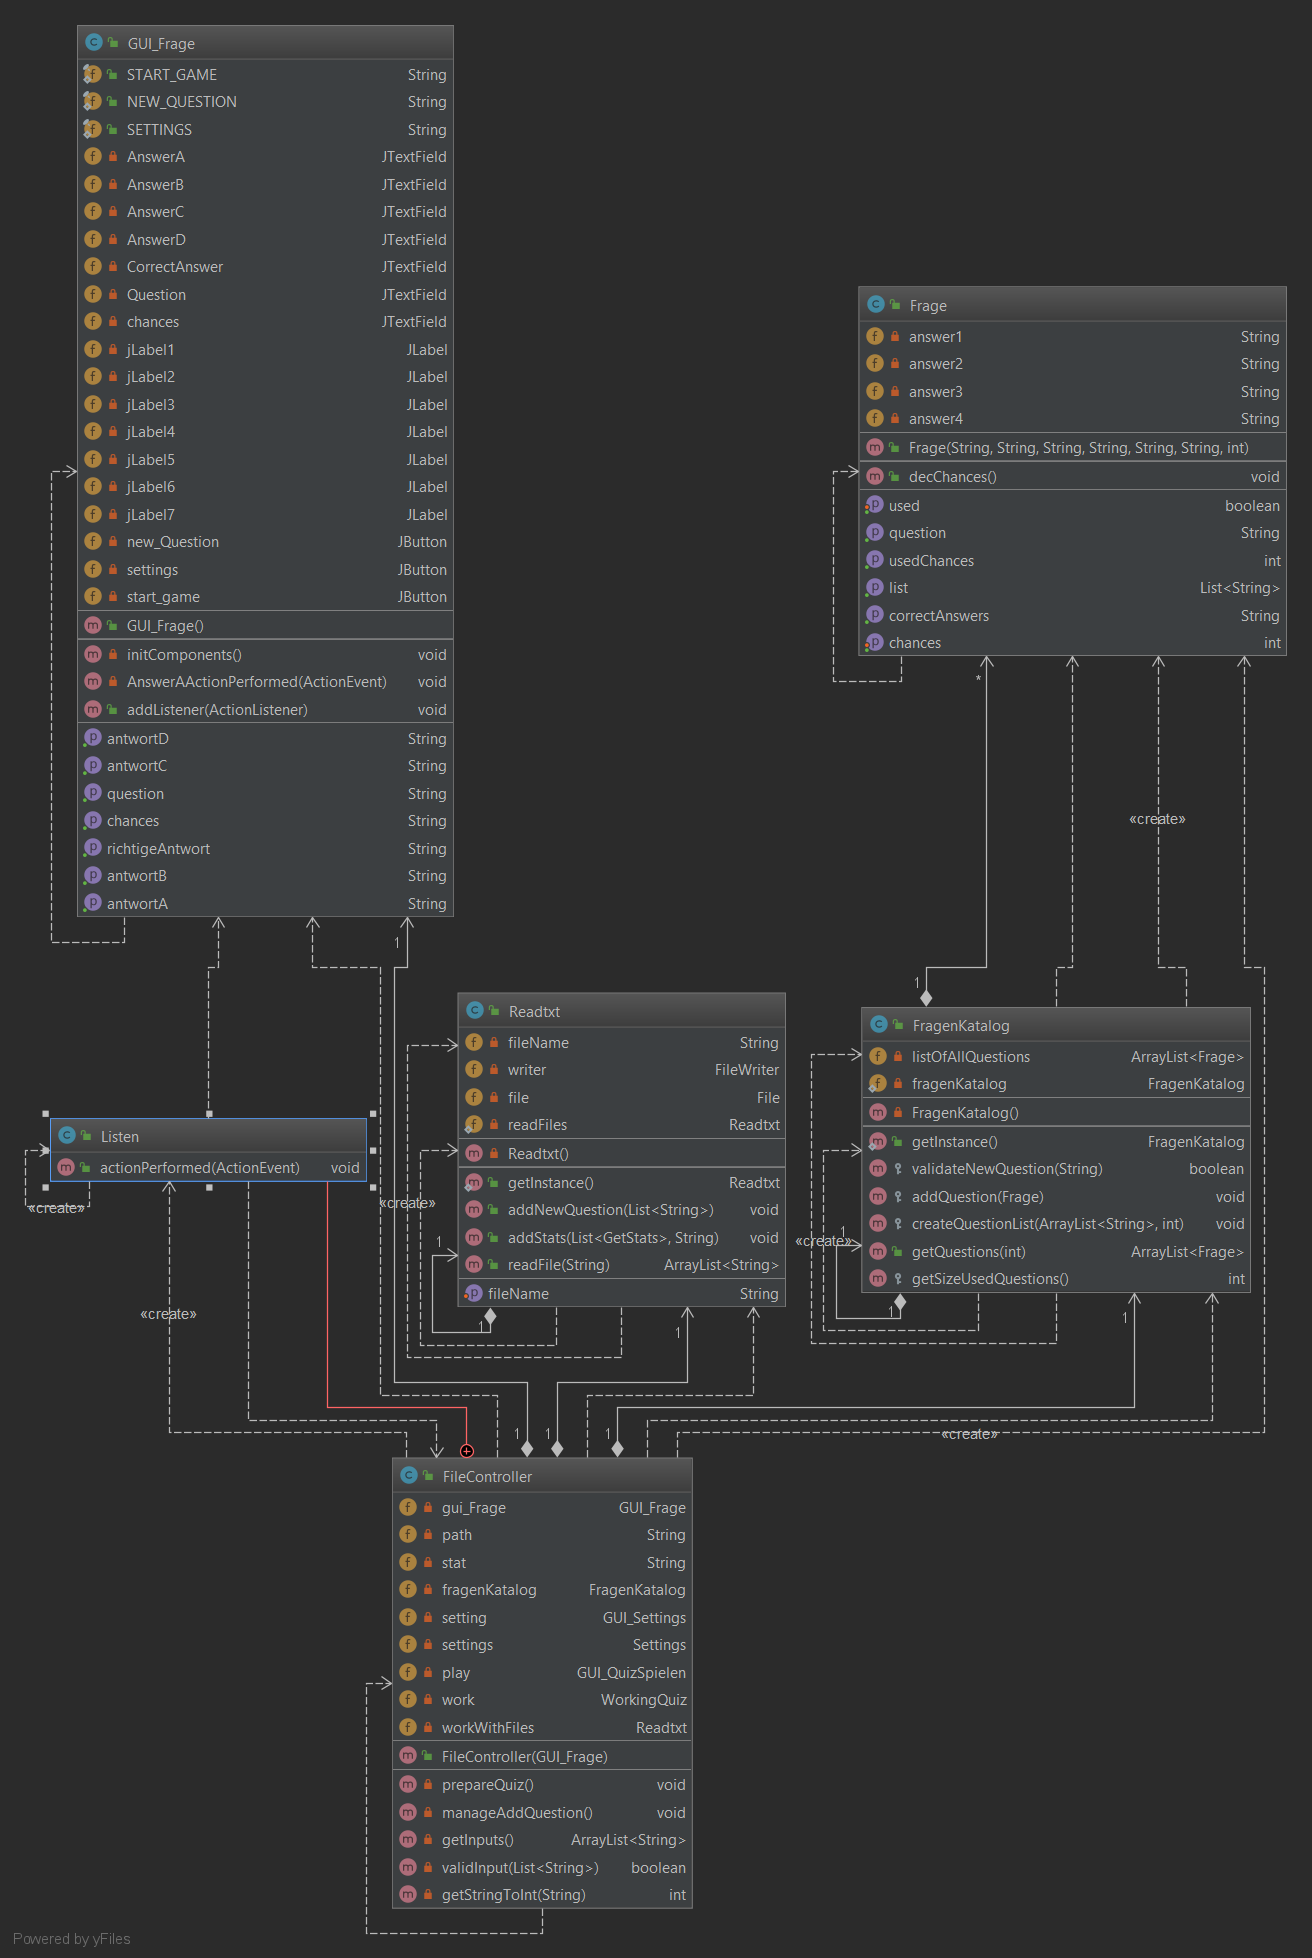 GUI_Frage
START_GAME String
NEW_QUESTION String
SETTINGS String
AnswerA JTextField
AnswerB JTextField
AnswerC JTextField
AnswerD JTextField
CorrectAnswer JTextField
Question JTextField
chances JTextField
jLabel1 JLabel
jLabel2 JLabel
jLabel3 JLabel
jLabel4 JLabel
jLabel5 JLabel
jLabel6 JLabel
jLabel7 JLabel
new_Question JButton
settings JButton
start_game JButton
GUI_Frage()
initComponents() void
AnswerAActionPerformed(ActionEvent) void
addListener(ActionListener) void
antwortD String
antwortC String
question String
chances String
richtigeAntwort String
antwortB String
antwortA String
1
Frage
answer1 String
answer2 String
answer3 String
answer4 String
Frage(String, String, String, String, String, String, int)
decChances() void
used boolean
question String
usedChances int
list List<String>
correctAnswers String
chances int
*
«create»
1
Readtxt
fileName String
writer FileWriter
file File
readFiles Readtxt
Readtxt()
getInstance() Readtxt
addNewQuestion(List<String>) void
addStats(List<GetStats>, String) void
readFile(String) ArrayList<String>
fileName String
«create»
1
1
1
FragenKatalog
listOfAllQuestions ArrayList<Frage>
fragenKatalog FragenKatalog
FragenKatalog()
getInstance() FragenKatalog
validateNewQuestion(String) boolean
addQuestion(Frage) void
createQuestionList(ArrayList<String>, int) void
getQuestions(int) ArrayList<Frage>
getSizeUsedQuestions() int
1
«create»
1
1
Listen
actionPerformed(ActionEvent) void
«create»
«create»
1
1
1
«create»
FileController
gui_Frage GUI_Frage
path String
stat String
fragenKatalog FragenKatalog
setting GUI_Settings
settings Settings
play GUI_QuizSpielen
work WorkingQuiz
workWithFiles Readtxt
FileController(GUI_Frage)
prepareQuiz() void
manageAddQuestion() void
getInputs() ArrayList<String>
validInput(List<String>) boolean
getStringToInt(String) int
Powered by yFiles